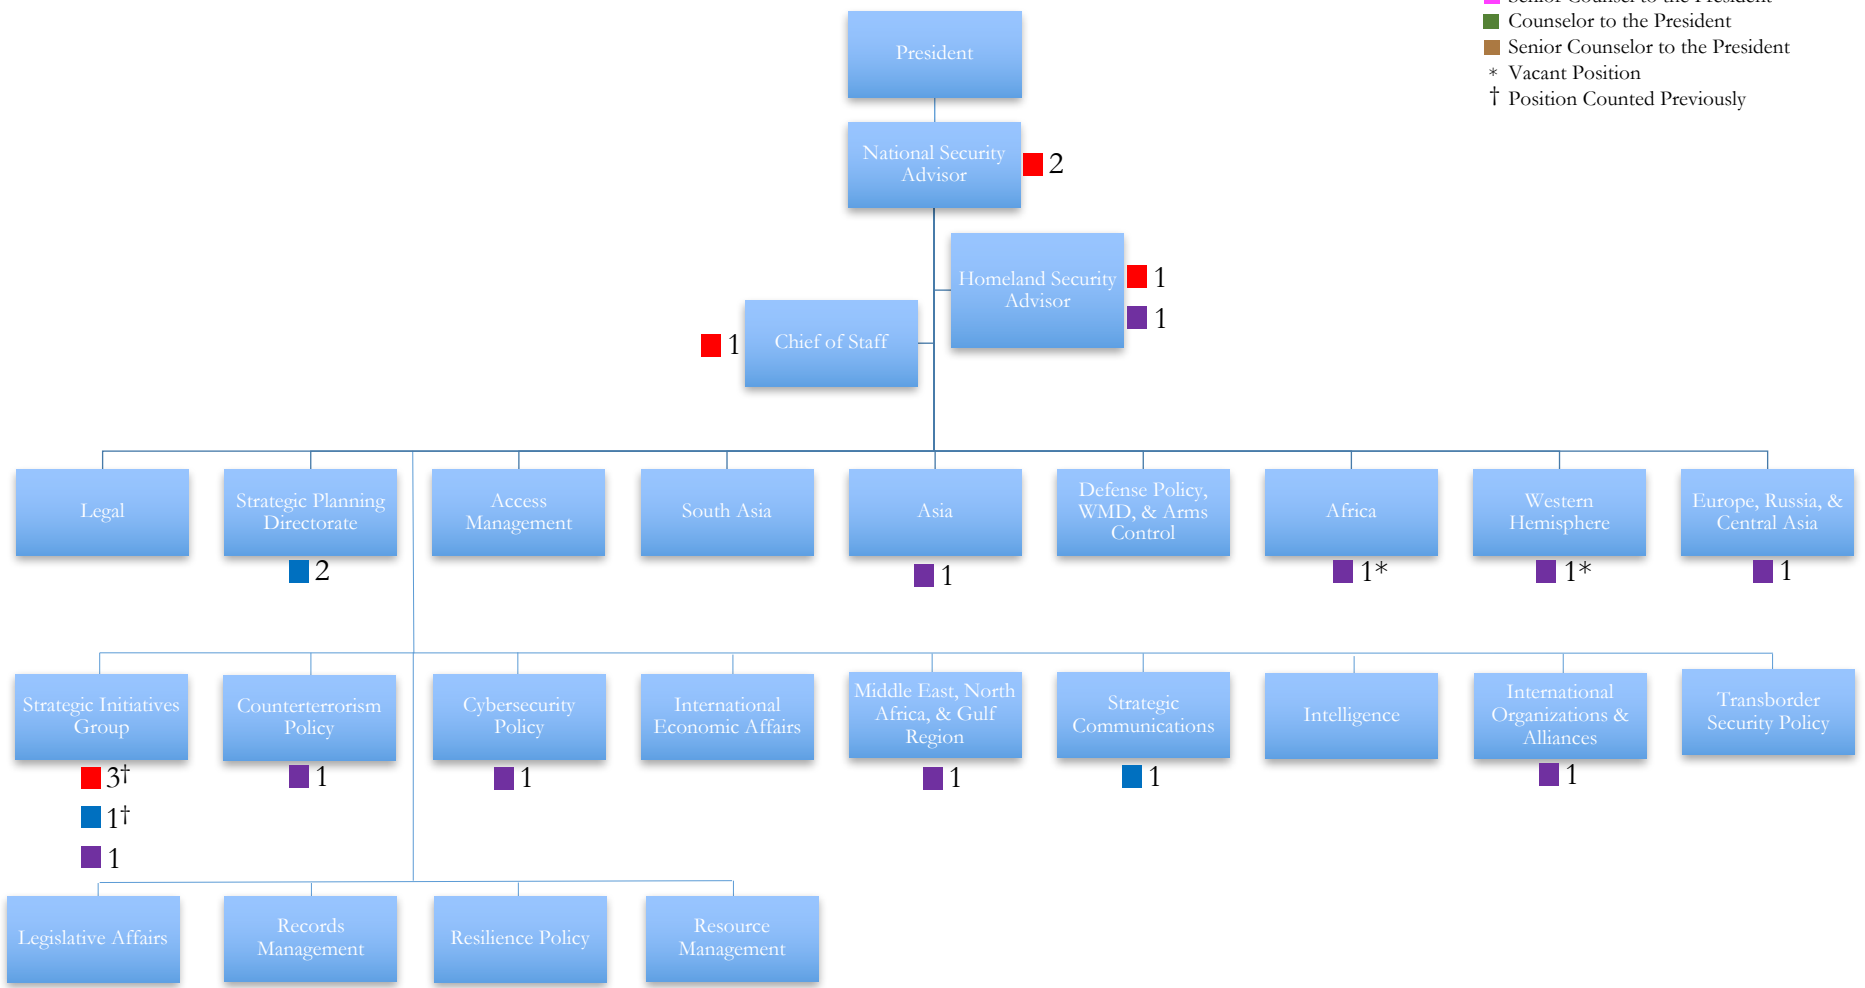 Senior Counsel to the President
Counselor to the President
Senior Counselor to the President
* Vacant Position
† Position Counted Previously
President
National Security
Advisor
2
Homeland Security
Advisor
1
1
Chief of Staff
1
Legal
Strategic Planning
Directorate
2
Access
Management
South Asia
Asia
1
Defense Policy,
WMD, & Arms
Control
Africa
1*
Western
Hemisphere
1*
Europe, Russia, &
Central Asia
1
Strategic Initiatives
Group
3†
1†
1
Counterterrorism
Policy
1
Cybersecurity
Policy
1
International
Economic Affairs
Middle East, North
Africa, & Gulf
Region
1
Strategic
Communications
1
Intelligence
International
Organizations &
Alliances
1
Transborder
Security Policy
Legislative Affairs
Records
Management
Resilience Policy
Resource
Management